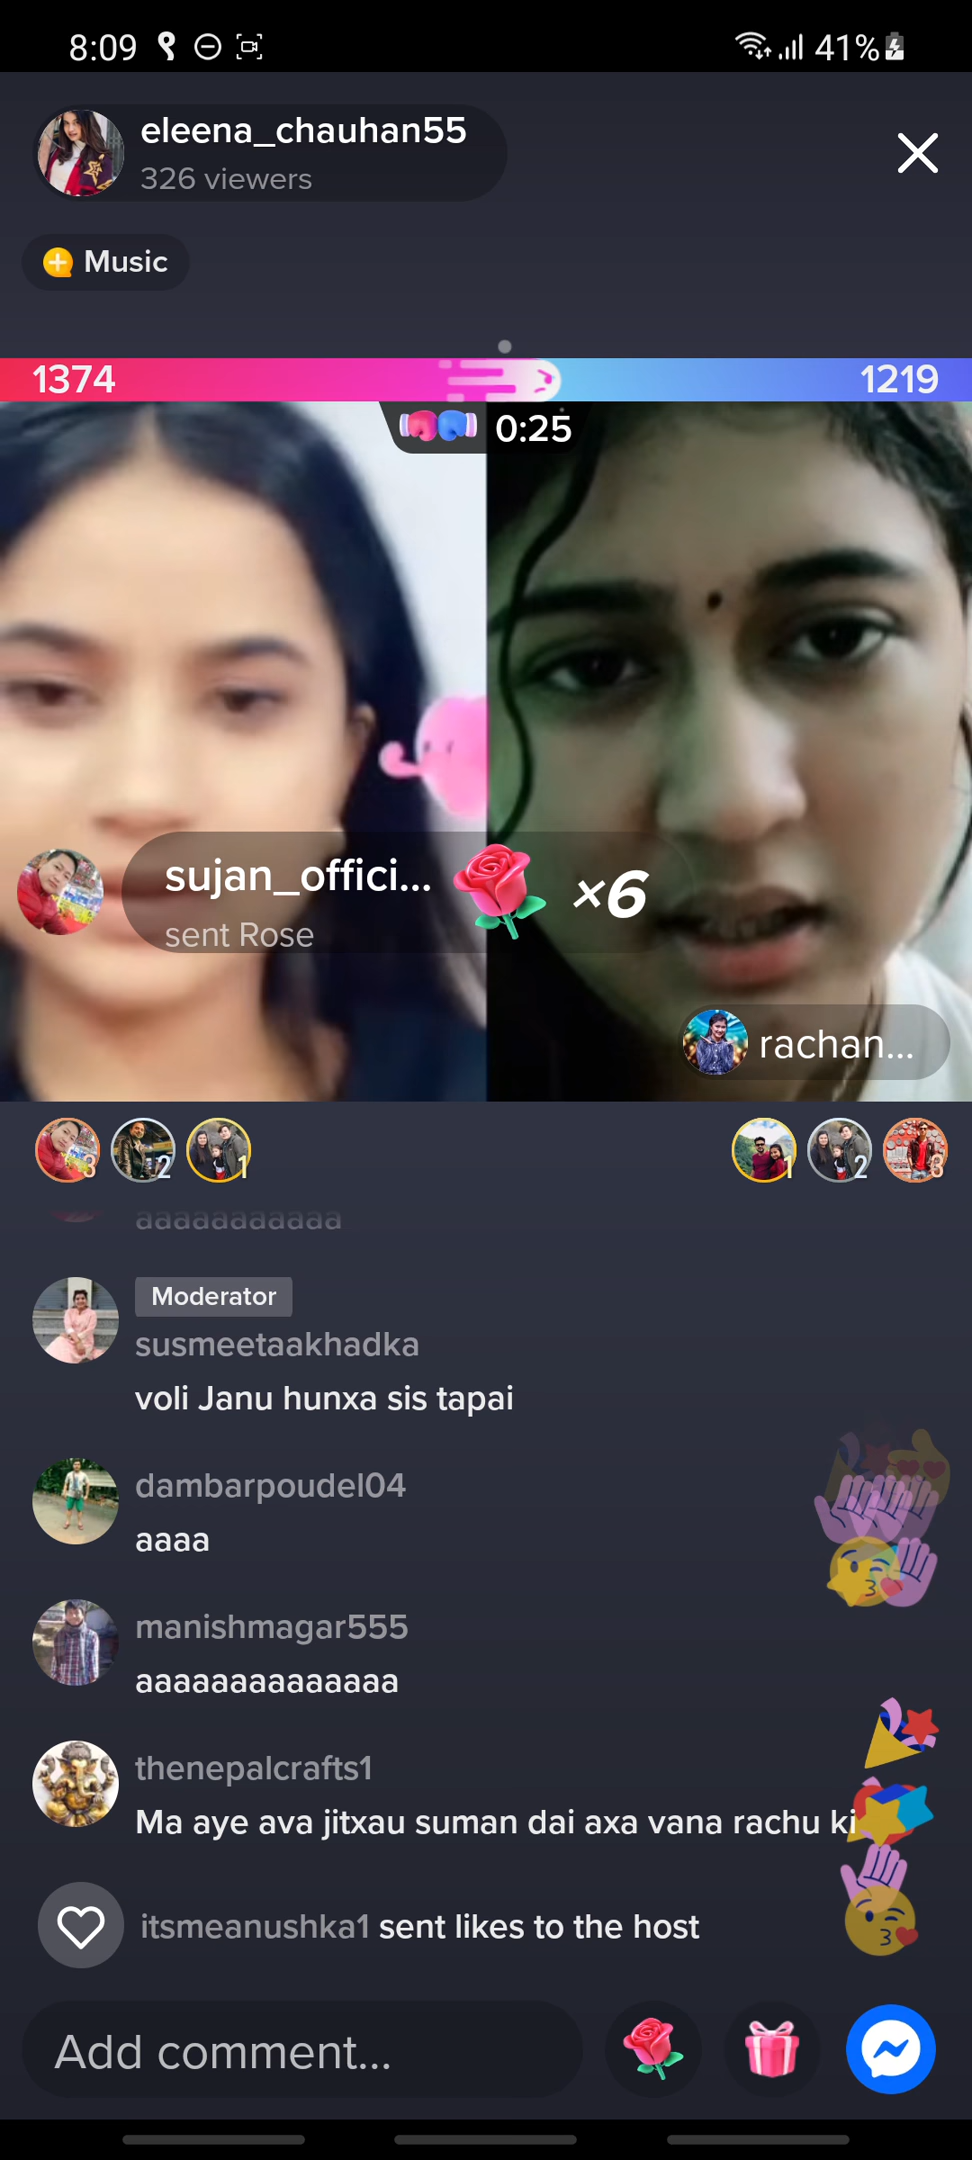 8:09
41%
eleena_chauhan55
326 viewers
Music
1374
1219
0:25
sujan_offici...
sent Rose
×6
rachan...
3
2
1
1
2
3
aaaaaaaaaaa
Moderator
susmeetaakhadka
voli Janu hunxa sis tapai
dambarpoudel04
aaaa
manishmagar555
aaaaaaaaaaaaaa
thenepalcrafts1
Ma aye ava jitxau suman dai axa vana rachu ki
itsmeanushka1 sent likes to the host
Add comment...